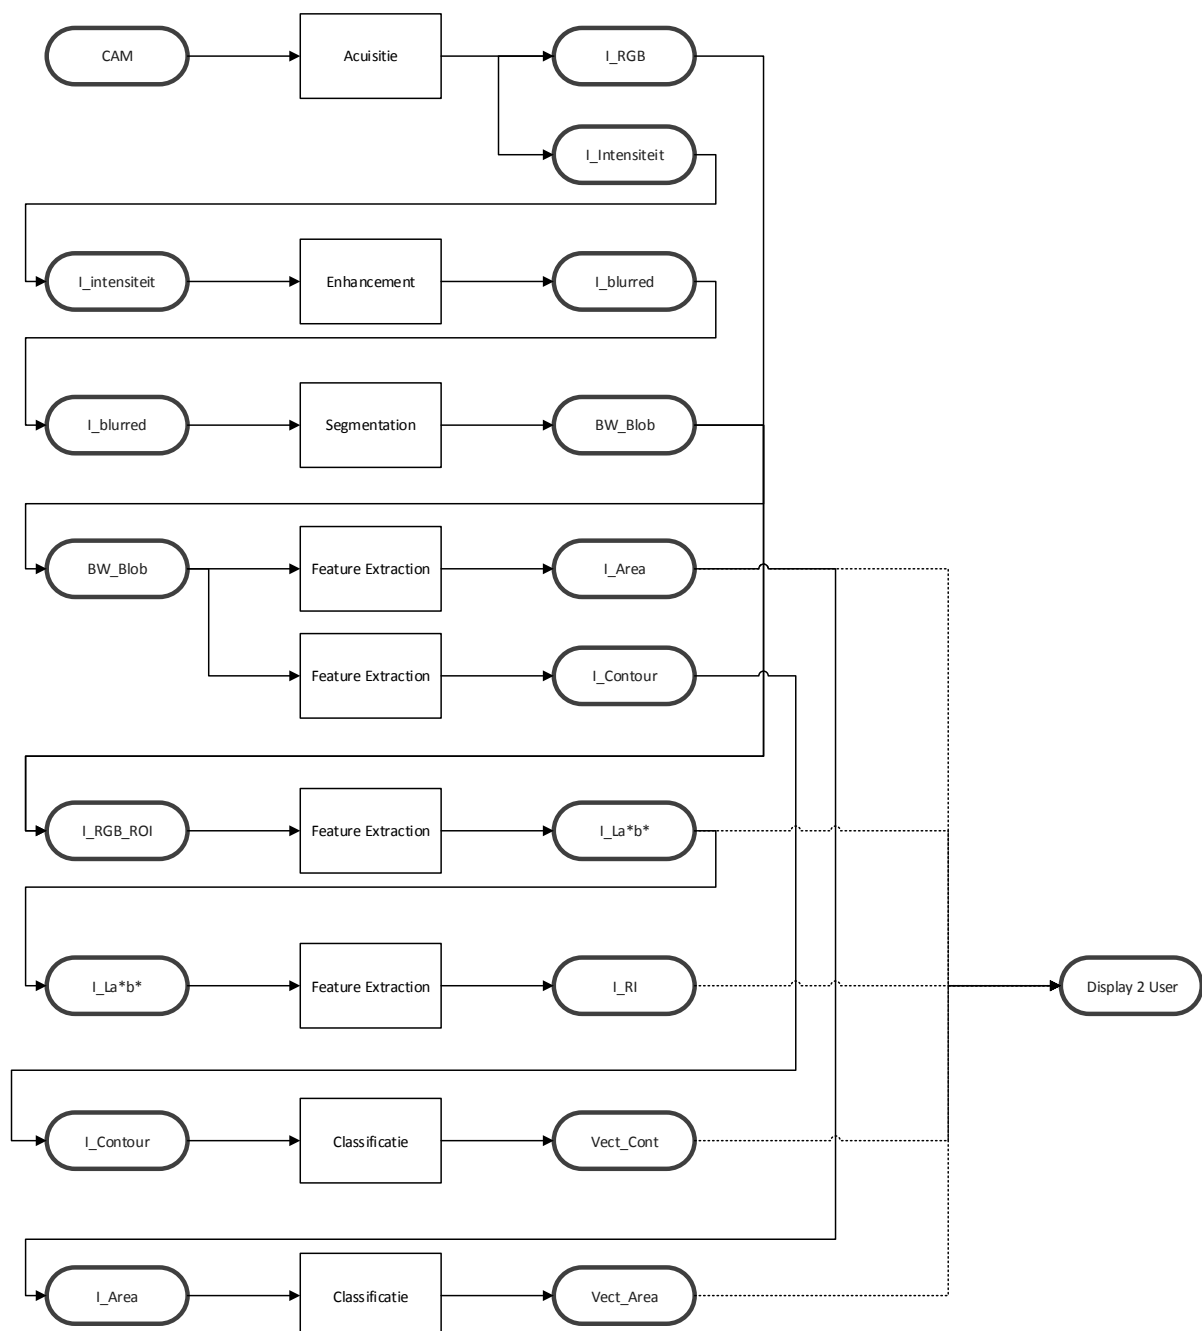 CAM
Acuisitie
I_RGB
I_Intensiteit
I_intensiteit
Enhancement
I_blurred
I_blurred
Segmentation
BW_Blob
BW_Blob
Feature Extraction
I_Area
Feature Extraction
I_Contour
I_RGB_ROI
Feature Extraction
I_La*b*
I_La*b*
Feature Extraction
I_RI
Display 2 User
I_Contour
Classificatie
Vect_Cont
I_Area
Classificatie
Vect_Area